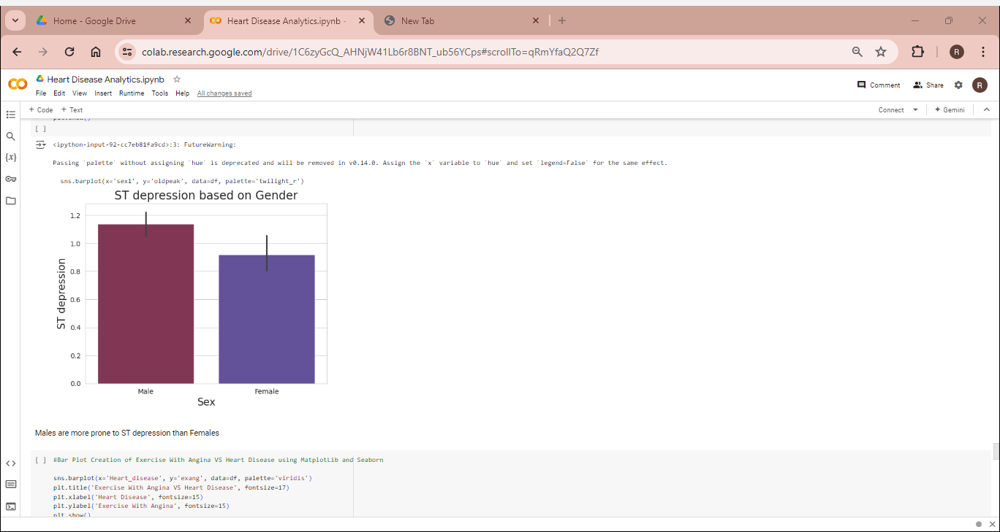 Home - Google Drive
Heart Disease Analytics.ipynb -
New Tab
colab.research.google.com/drive/1C6zyGcQ_AHNjW41Lb6r8BNT_ub56YCps#scrollTo=qRmYfaQ2Q7Zf
R
Heart Disease Analytics.ipynb
File Edit View Insert Runtime Tools Help All changes saved
Comment Share R
+ Code + Text
Connect Gemini
[ ]
{x}
<ipython-input-92-cc7eb81fa9cd>:3: FutureWarning:
Passing `palette` without assigning `hue` is deprecated and will be removed in v0.14.0. Assign the `x` variable to `hue` and set `legend=False` for the same effect.
sns.barplot(x='sex1', y='oldpeak', data=df, palette='twilight_r')
ST depression based on Gender
ST depression
1.2
1.0
0.8
0.6
0.4
0.2
0.0
Male Female
Sex
Males are more prone to ST depression than Females
[ ] #Bar Plot Creation of Exercise With Angina VS Heart Disease using MatplotLib and Seaborn
sns.barplot(x='Heart_disease', y='exang', data=df, palette='viridis')
plt.title('Exercise With Angina VS Heart Disease', fontsize=17)
plt.xlabel('Heart Disease', fontsize=15)
plt.ylabel('Exercise With Angina', fontsize=15)
plt.show()